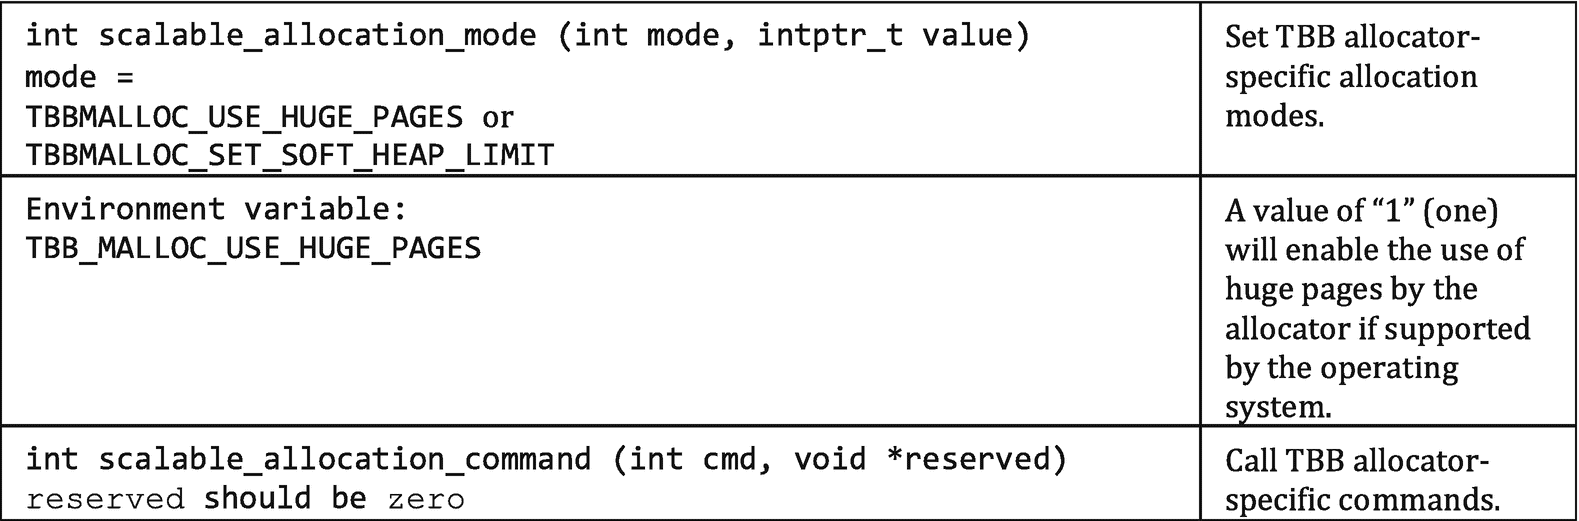 int scalable_allocation_mode (int mode, intptr_t value)
mode =
TBBMALLOC_USE_HUGE_PAGES or
TBBMALLOC_SET_SOFT_HEAP_LIMIT
Set TBB allocator-
specific allocation
modes.
Environment variable:
TBB_MALLOC_USE_HUGE_PAGES
A value of “1” (one)
will enable the use of
huge pages by the
allocator if supported
by the operating
system.
int scalable_allocation_command (int cmd, void *reserved)
reserved should be zero
Call TBB allocator-
specific commands.